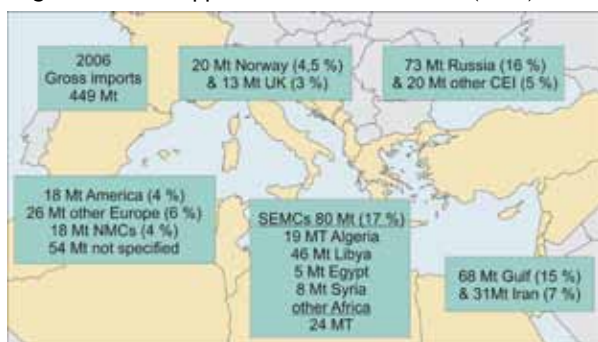 2006
Gross imports
449 Mt
20 Mt Norway (4,5 %)
& 13 Mt UK (3 %)
73 Mt Russia (16 %)
& 20 Mt other CEI (5 %)
18 Mt America (4 %)
26 Mt other Europe (6 %)
18 Mt NMCs (4 %)
54 Mt not specified
SEMCs 80 Mt (17 %)
19 MT Algeria
46 Mt Libya
5 Mt Egypt
8 Mt Syria
other Africa
24 MT
68 Mt Gulf (15 %)
& 31Mt Iran (7 %)